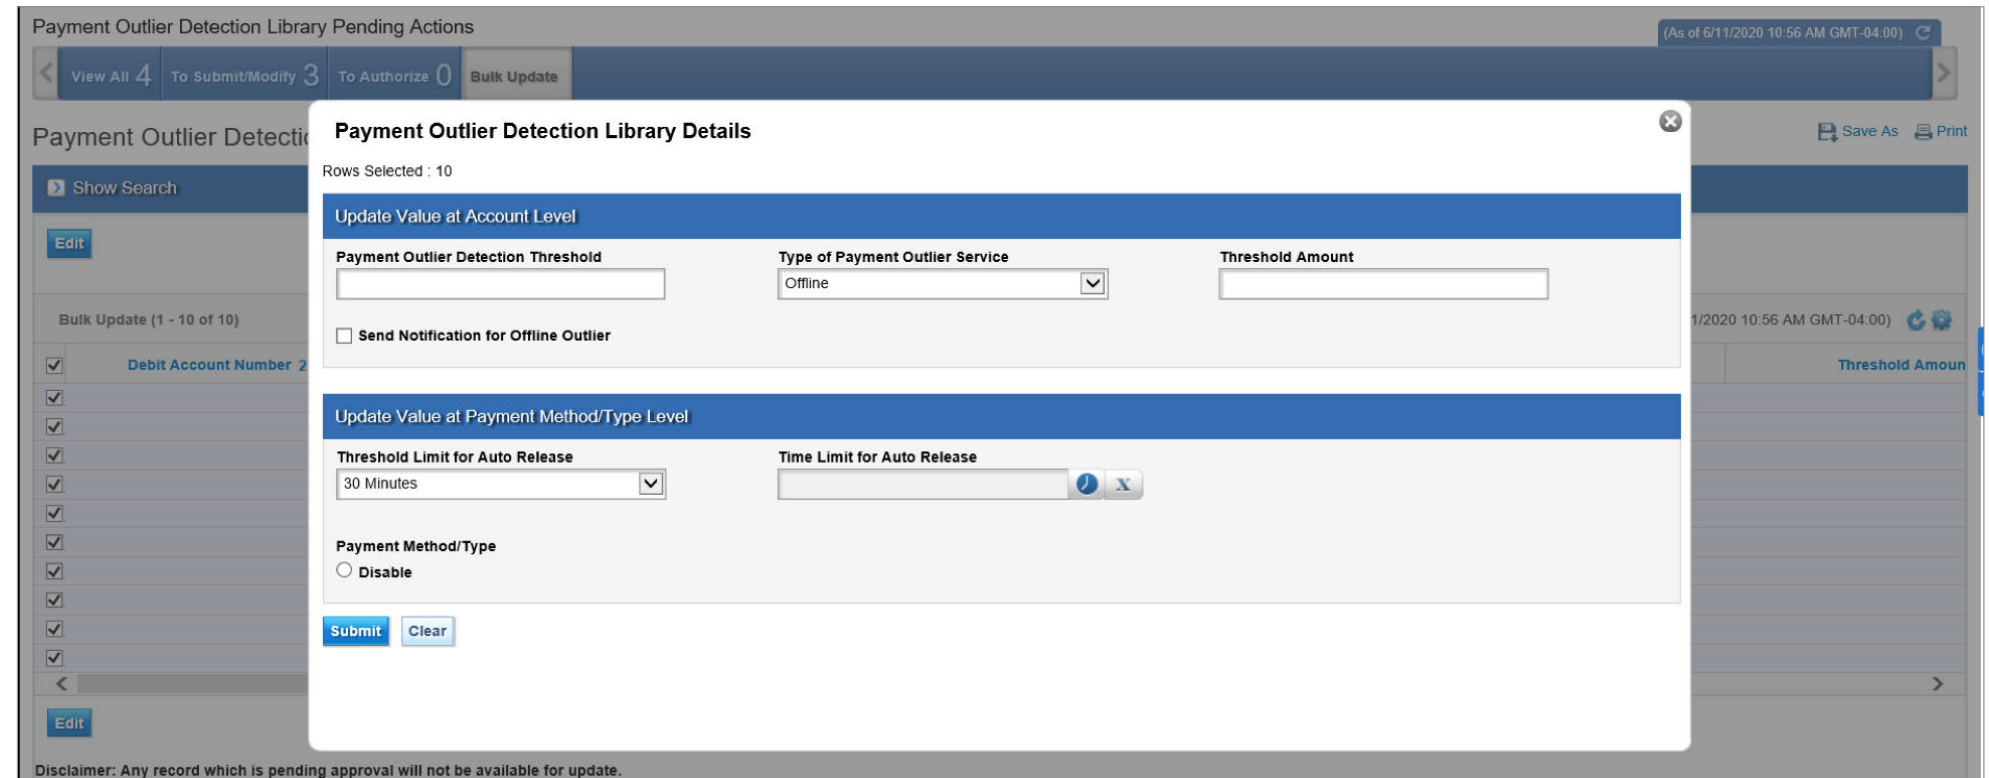 Payment Outlier Detection Library Pending Actions
(As of 6/11/2020 10:56 AM GMT-04:00)
View All 4 To Submit/Modify 3 To Authorize 0 Bulk Update
Payment Outlier Detectio
Save As Print
Payment Outlier Detection Library Details
Rows Selected : 10
Show Search
Update Value at Account Level
Edit
Payment Outlier Detection Threshold Type of Payment Outlier Service Threshold Amount
Offline
Bulk Update (1 - 10 of 10)
1/2020 10:56 AM GMT-04:00)
Send Notification for Offline Outlier
Debit Account Number 2
Threshold Amoun
Update Value at Payment Method/Type Level
Threshold Limit for Auto Release Time Limit for Auto Release
30 Minutes
X
Payment Method/Type
Disable
Submit Clear
Edit
Disclaimer: Any record which is pending approval will not be available for update.